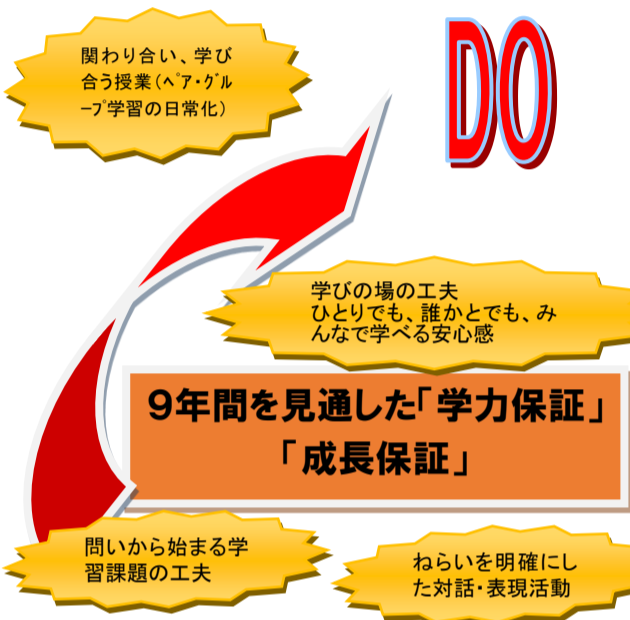 関わり合い、学び
合う授業(ペア・グル
ープ学習の日常化)
DO
学びの場の工夫
ひとりでも、誰かとでも、み
んなで学べる安心感
9年間を見通した「学力保証」
「成長保証」
問いから始まる学
習課題の工夫
ねらいを明確にし
た対話・表現活動